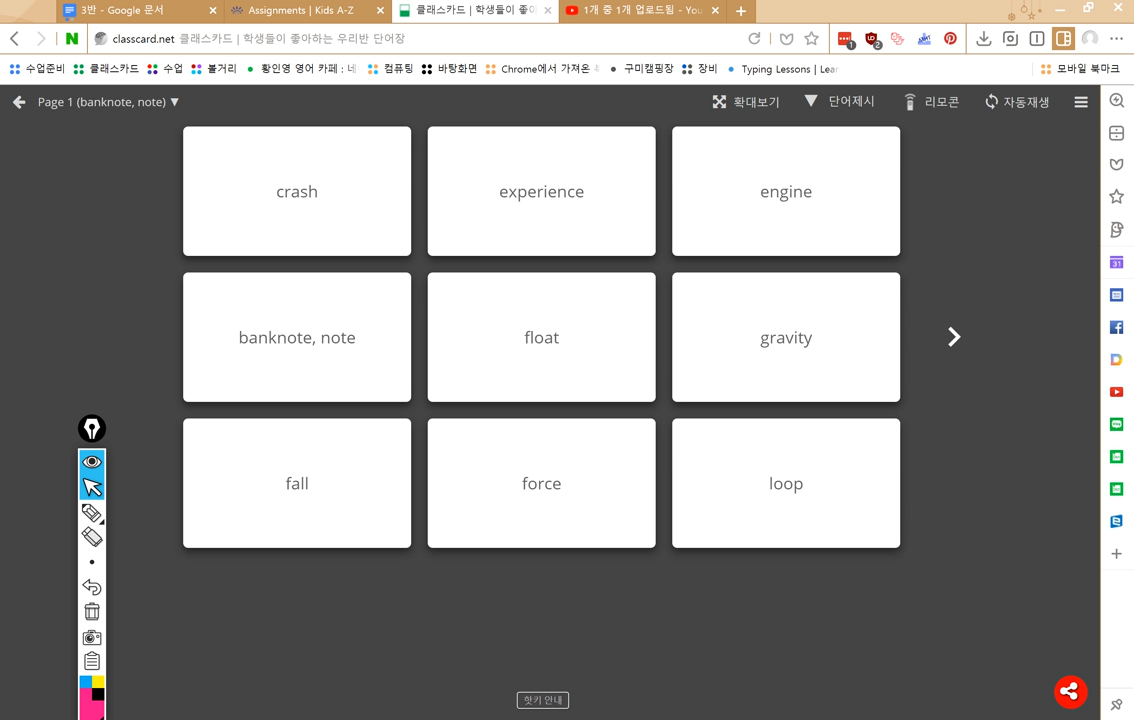 3반 - Google 문서
Assignments | Kids A-Z
클래스카드 | 학생들이 좋아
1개 중 1개 업로드됨 - You
N
classcard.net 클래스카드 | 학생들이 좋아하는 우리반 단어장
1
2
수업준비
클래스카드
수업
볼거리
황인영 영어 카페 : 네
컴퓨팅
바탕화면
Chrome에서 가져온
구미캠핑장
장비
Typing Lessons | Lear
모바일 북마크
Page 1 (banknote, note) ▼
확대보기
단어제시
리모콘
자동재생
crash
experience
engine
banknote, note
float
gravity
fall
force
loop
핫키 안내
31